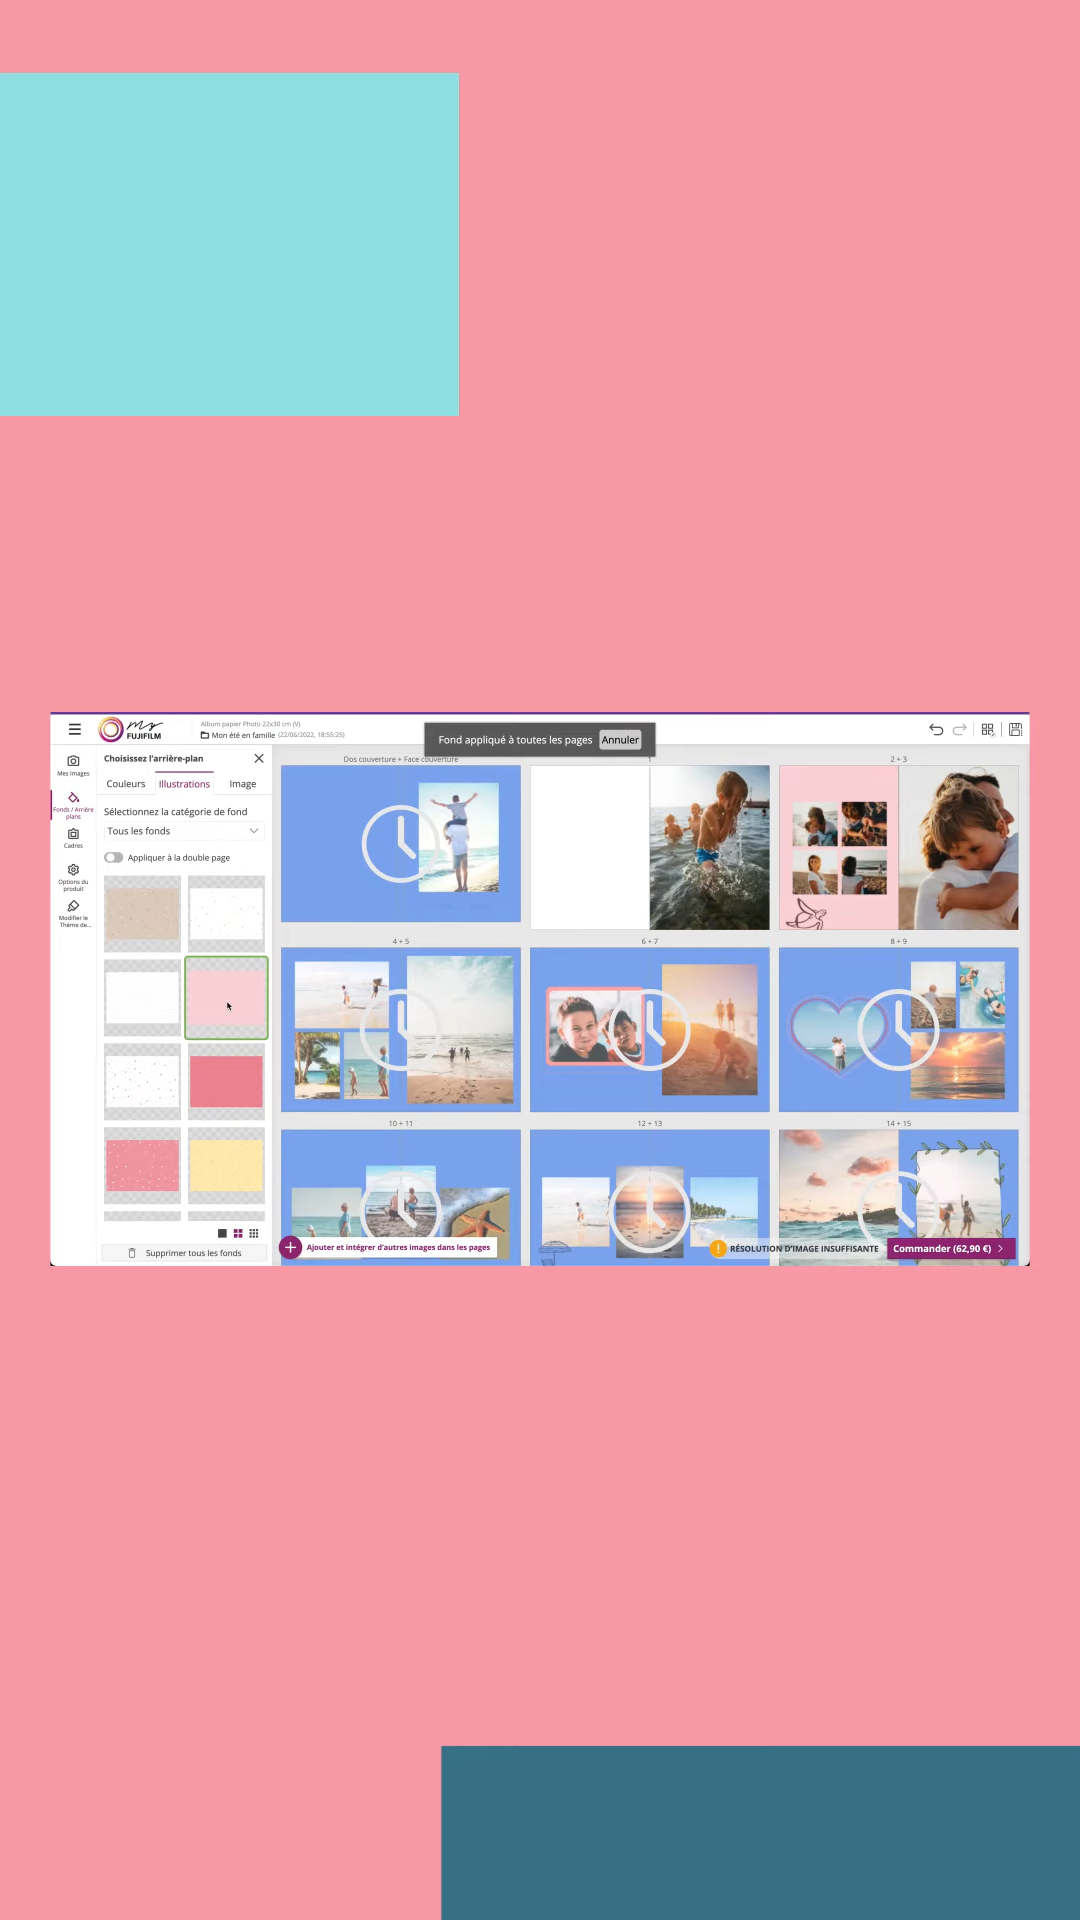 My
FUJIFILM
Album papier Photo 22x30 cm (V)
Mon été en famille (22/06/2022, 18:55:25)
Fond appliqué à toutes les pages Annuler
Mes images
Fonds / Arrière plans
Cadres
Options du produit
Modifier le Thème de...
Choisissez l'arrière-plan
Couleurs Illustrations Image
Sélectionnez la catégorie de fond
Tous les fonds
Appliquer à la double page
Supprimer tous les fonds
Dos couverture + Face couverture
1
2 + 3
4 + 5
6 + 7
8 + 9
10 + 11
12 + 13
14 + 15
Ajouter et intégrer d'autres images dans les pages
! RÉSOLUTION D'IMAGE INSUFFISANTE
Commander (62,90 €)